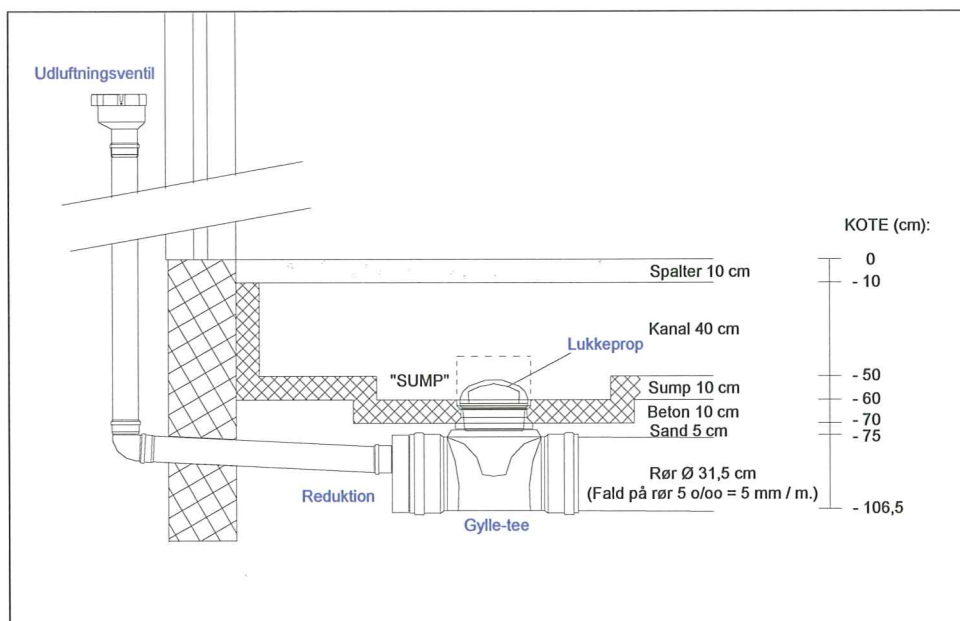 Udluftningsventil
KOTE (cm):
0
Spalter 10 cm
- 10
Kanal 40 cm
Lukkeprop
"SUMP"
- 50
Sump 10 cm
- 60
Beton 10 cm
- 70
Sand 5 cm
- 75
Rør Ø 31,5 cm
(Fald på rør 5 o/oo = 5 mm / m.)
Reduktion
- 106,5
Gylle-tee